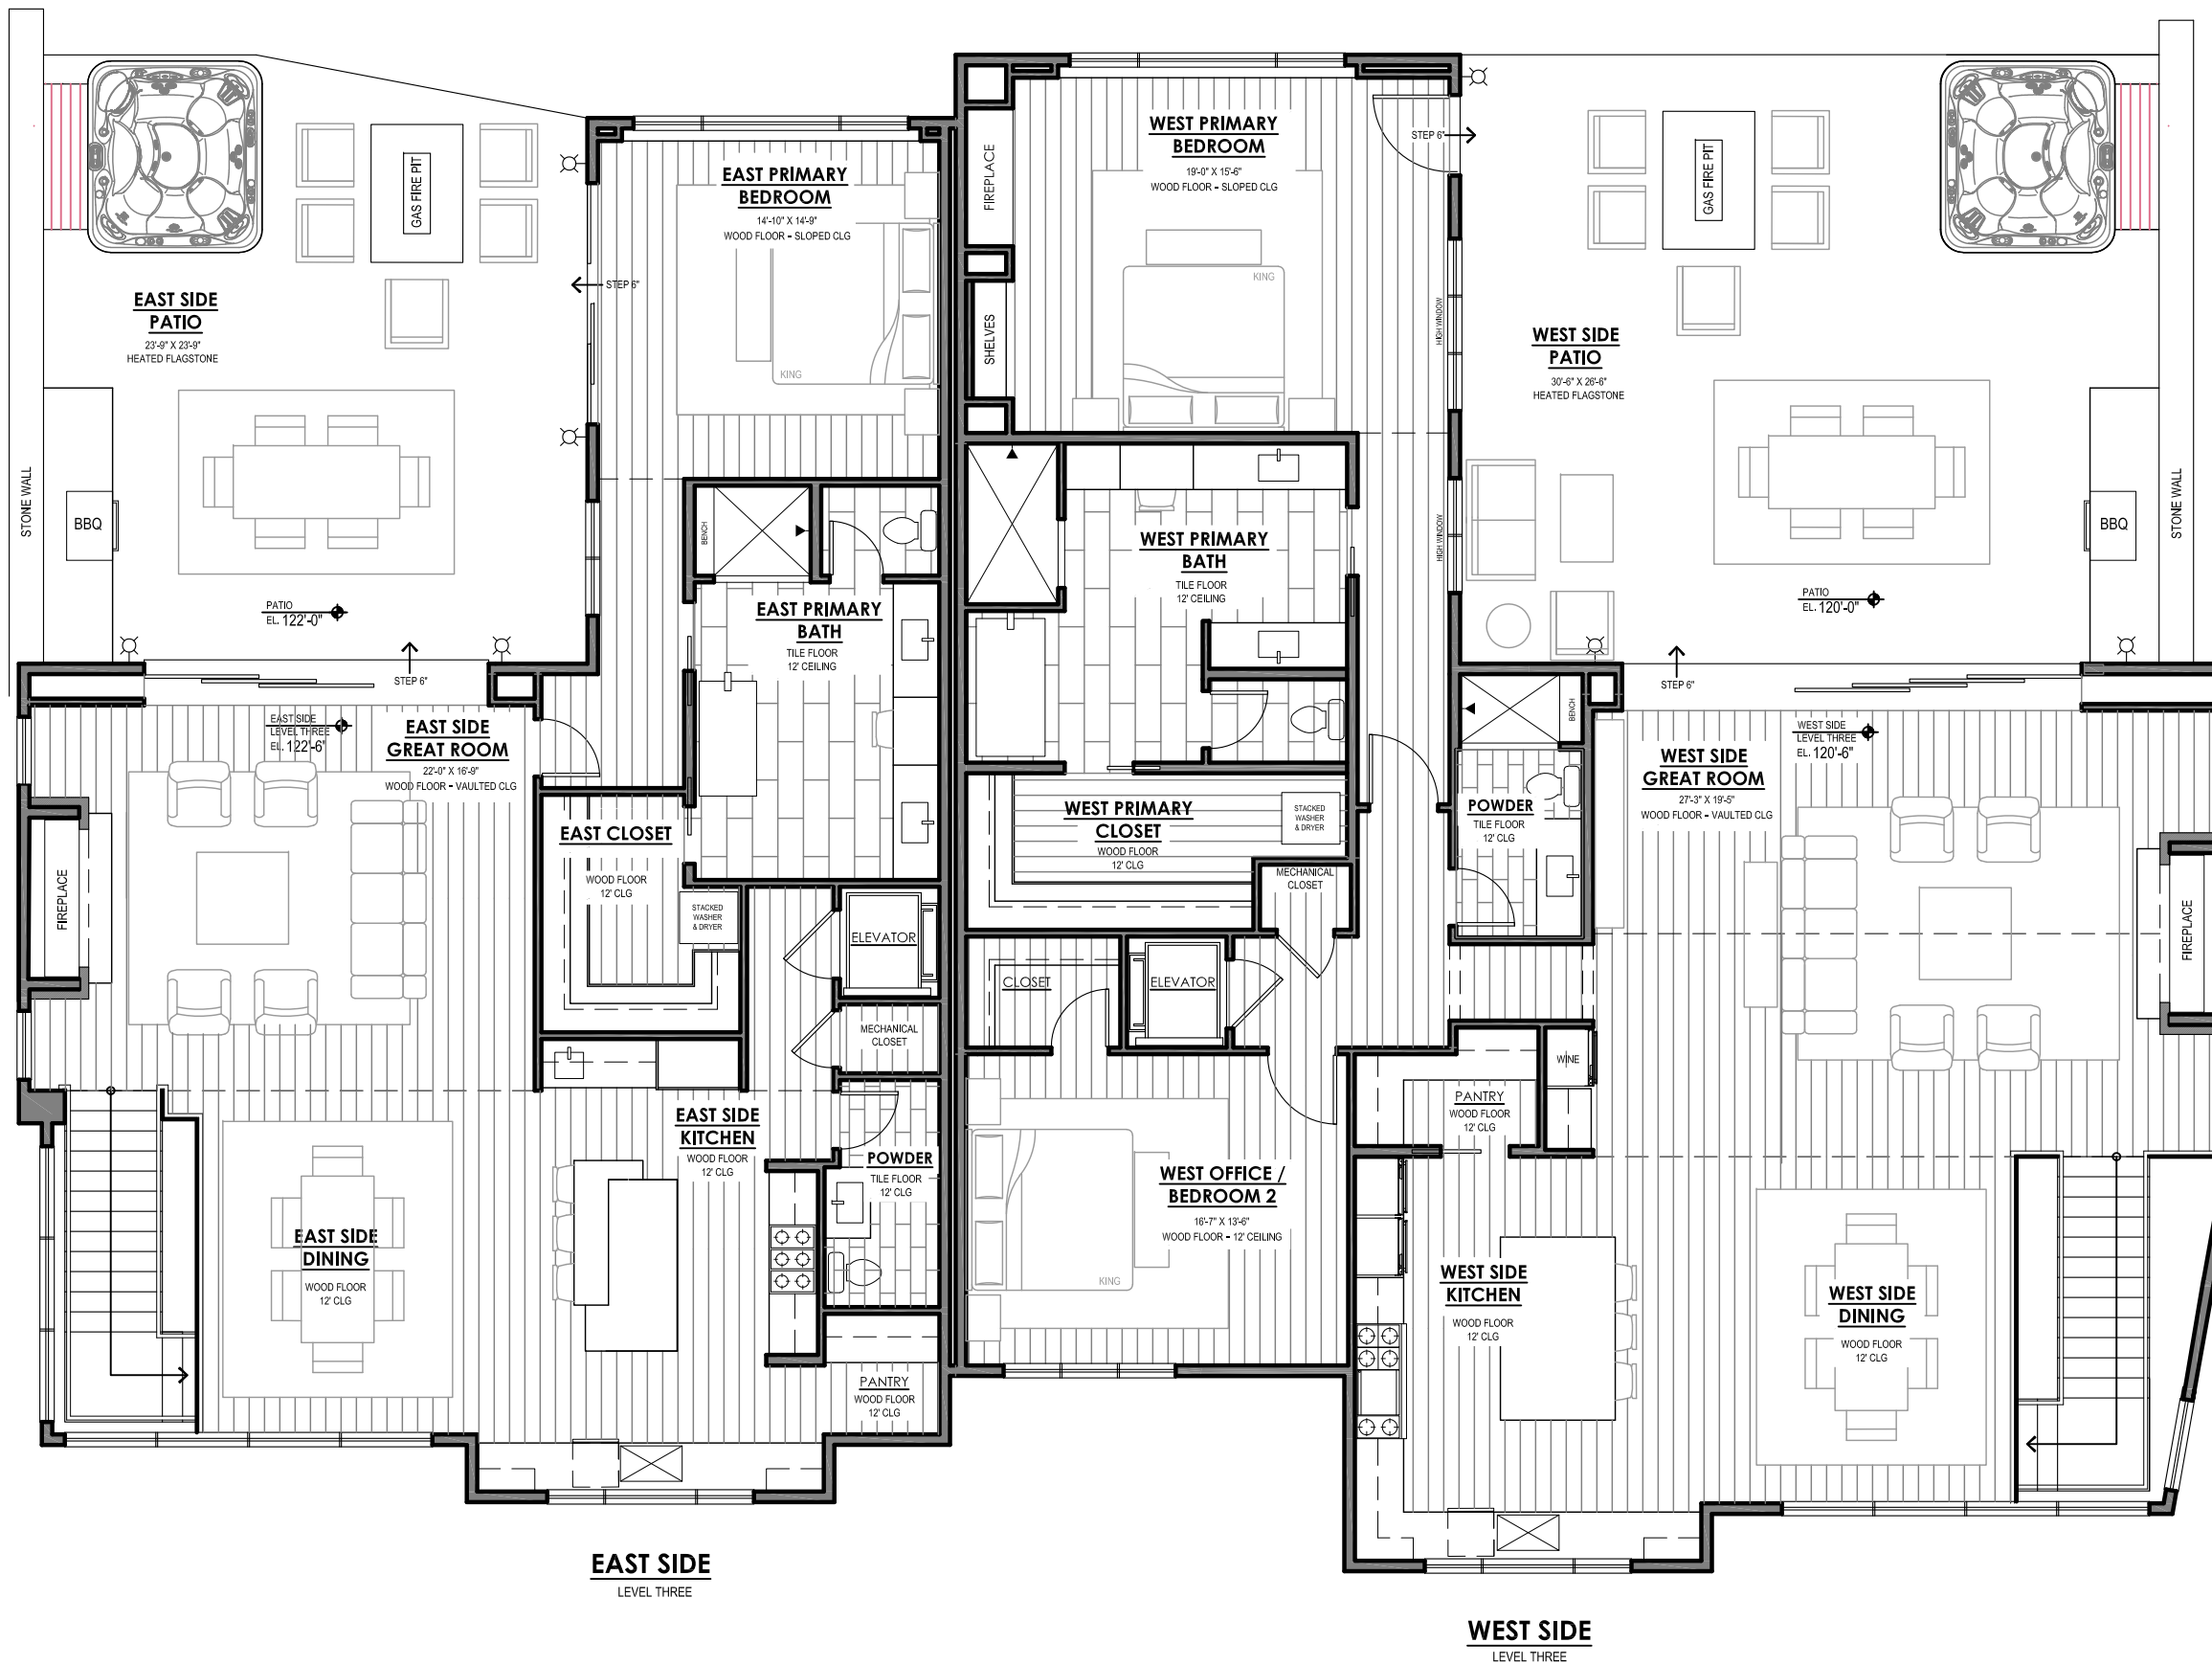 EAST SIDE
PATIO
23'-9" X 23'-9"
HEATED FLAGSTONE
GAS FIRE PIT
STONE WALL
BBQ
PATIO
EL. 122'-0"
STEP 6"
STEP 6"
EAST PRIMARY
BEDROOM
14'-10" X 14'-9"
WOOD FLOOR - SLOPED CLG
KING
BENCH
EAST PRIMARY
BATH
TILE FLOOR
12' CEILING
EAST SIDE
LEVEL THREE
EL. 122'-6"
EAST SIDE
GREAT ROOM
22'-0" X 16'-9"
WOOD FLOOR - VAULTED CLG
FIREPLACE
EAST CLOSET
WOOD FLOOR
12' CLG
STACKED
WASHER
& DRYER
ELEVATOR
MECHANICAL
CLOSET
EAST SIDE
KITCHEN
WOOD FLOOR
12' CLG
POWDER
TILE FLOOR
12' CLG
EAST SIDE
DINING
WOOD FLOOR
12' CLG
PANTRY
WOOD FLOOR
12' CLG
EAST SIDE
LEVEL THREE
WEST PRIMARY
BEDROOM
19'-0" X 15'-6"
WOOD FLOOR - SLOPED CLG
FIREPLACE
SHELVES
KING
STEP 6"
HIGH WINDOW
HIGH WINDOW
GAS FIRE PIT
WEST SIDE
PATIO
30'-6" X 26'-6"
HEATED FLAGSTONE
BBQ
STONE WALL
PATIO
EL. 120'-0"
STEP 6"
WEST PRIMARY
BATH
TILE FLOOR
12' CEILING
BENCH
WEST SIDE
LEVEL THREE
EL. 120'-6"
WEST SIDE
GREAT ROOM
27'-3" X 19'-5"
WOOD FLOOR - VAULTED CLG
POWDER
TILE FLOOR
12' CLG
WEST PRIMARY
CLOSET
WOOD FLOOR
12' CLG
STACKED
WASHER
& DRYER
MECHANICAL
CLOSET
FIREPLACE
CLOSET
ELEVATOR
WINE
PANTRY
WOOD FLOOR
12' CLG
WEST OFFICE /
BEDROOM 2
16'-7" X 13'-6"
WOOD FLOOR - 12' CEILING
KING
WEST SIDE
KITCHEN
WOOD FLOOR
12' CLG
WEST SIDE
DINING
WOOD FLOOR
12' CLG
WEST SIDE
LEVEL THREE